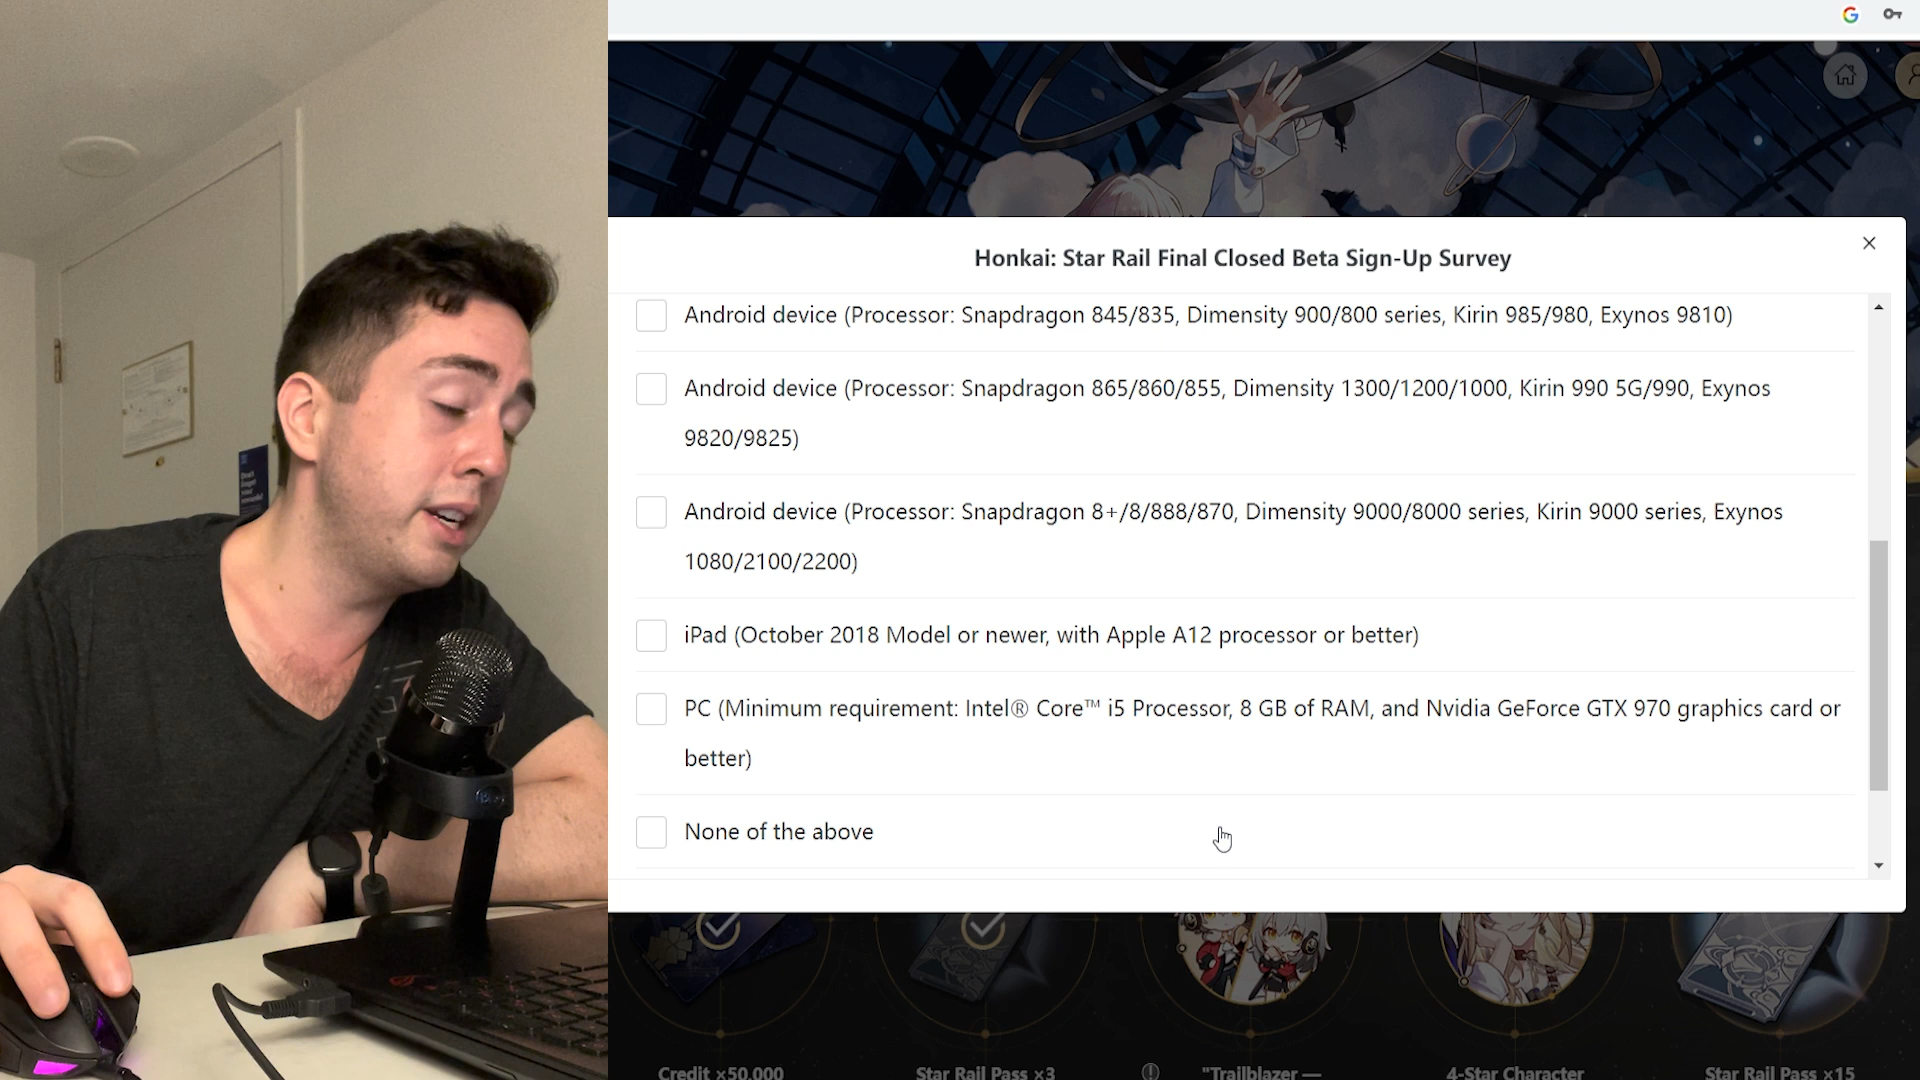 Honkai: Star Rail Final Closed Beta Sign-Up Survey
Android device (Processor: Snapdragon 845/835, Dimensity 900/800 series, Kirin 985/980, Exynos 9810)
Android device (Processor: Snapdragon 865/860/855, Dimensity 1300/1200/1000, Kirin 990 5G/990, Exynos
9820/9825)
Android device (Processor: Snapdragon 8+/8/888/870, Dimensity 9000/8000 series, Kirin 9000 series, Exynos
1080/2100/2200)
iPad (October 2018 Model or newer, with Apple A12 processor or better)
PC (Minimum requirement: Intel® Core™ i5 Processor, 8 GB of RAM, and Nvidia GeForce GTX 970 graphics card or
better)
None of the above
Credit ×50,000
Star Rail Pass ×3
"Trailblazer —
4-Star Character
Star Rail Pass ×15